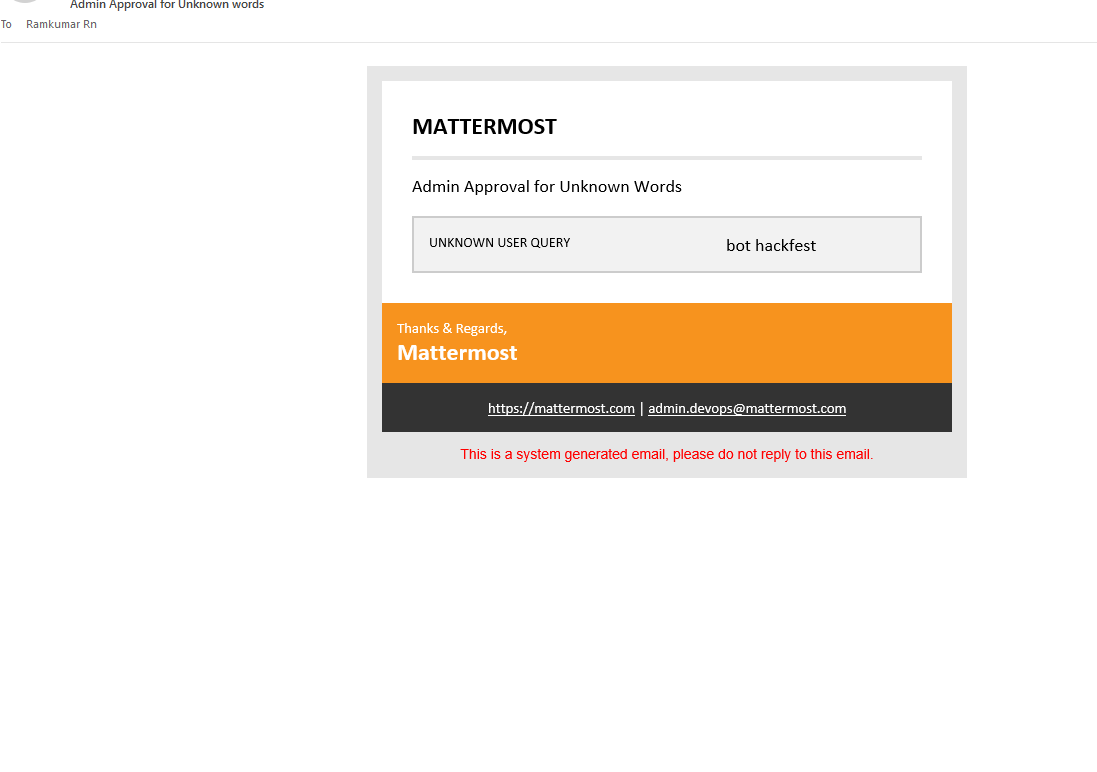 Admin Approval for Unknown words
To Ramkumar Rn
MATTERMOST
Admin Approval for Unknown Words
UNKNOWN USER QUERY bot hackfest
Thanks & Regards,
Mattermost
https://mattermost.com | admin.devops@mattermost.com
This is a system generated email, please do not reply to this email.